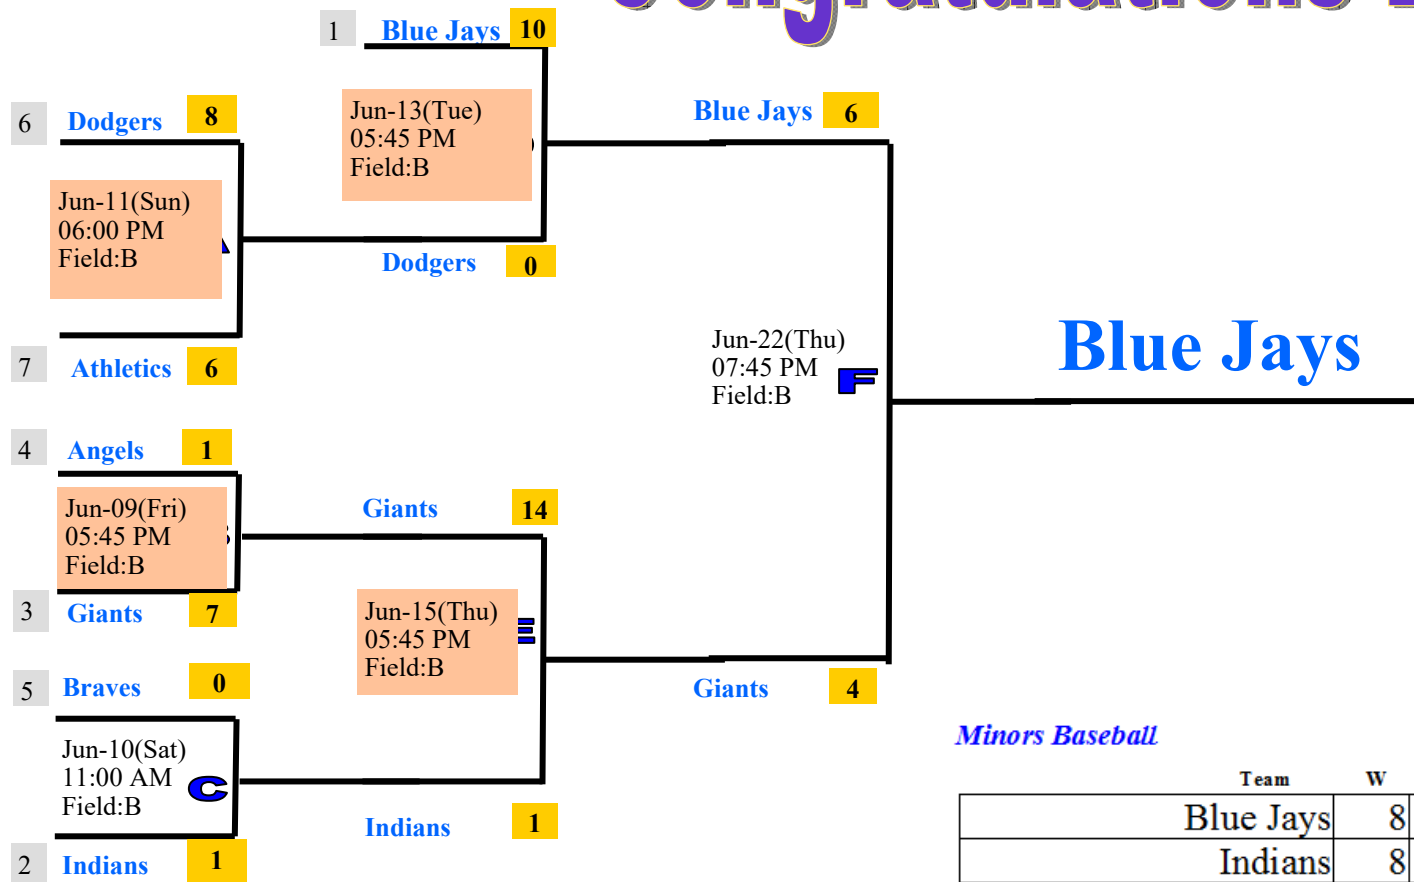 Congratulations
1 Blue Jays 10
Jun-13(Tue)
05:45 PM
Field:B
Blue Jays 6
6 Dodgers 8
Jun-11(Sun)
06:00 PM
Field:B
A
Dodgers 0
7 Athletics 6
Jun-22(Thu)
07:45 PM
Field:B
F
Blue Jays
4 Angels 1
Jun-09(Fri)
05:45 PM
Field:B
Giants 14
3 Giants 7
Jun-15(Thu)
05:45 PM
Field:B
E
5 Braves 0
Giants 4
Jun-10(Sat)
11:00 AM
Field:B
C
Indians 1
2 Indians 1
Minors Baseball
Team W
Blue Jays 8
Indians 8